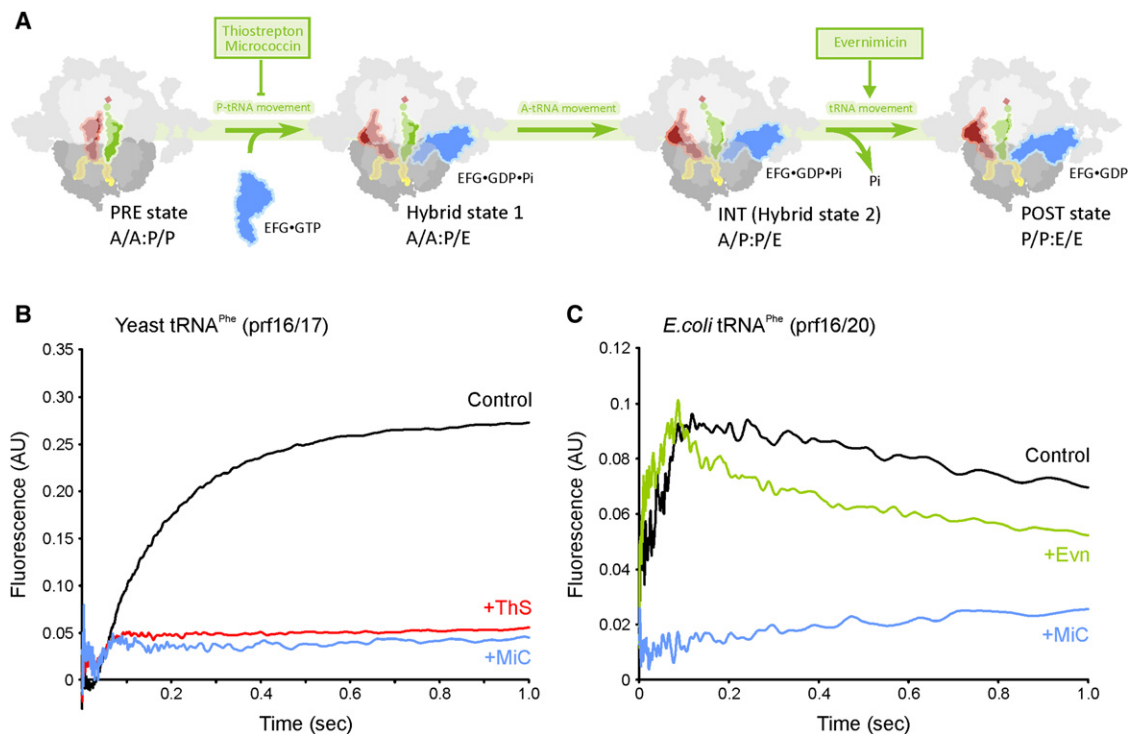 A
Thiostrepton
Micrococcin
Evernimicin
P-tRNA movement
A-tRNA movement
tRNA movement
EFG•GTP
EFG•GDP•Pi
EFG•GDP•Pi
Pi
EFG•GDP
PRE state
A/A:P/P
Hybrid state 1
A/A:P/E
INT (Hybrid state 2)
A/P:P/E
POST state
P/P:E/E
B
Yeast tRNAPhe (prf16/17)
Fluorescence (AU)
0.35
0.30
0.25
0.20
0.15
0.10
0.05
0
Control
+ThS
+MiC
0.2
0.4
0.6
0.8
1.0
Time (sec)
C
E.coli tRNAPhe (prf16/20)
Fluorescence (AU)
0.12
0.1
0.08
0.06
0.04
0.02
0
Control
+Evn
+MiC
0
0.2
0.4
0.6
0.8
1.0
Time (sec)